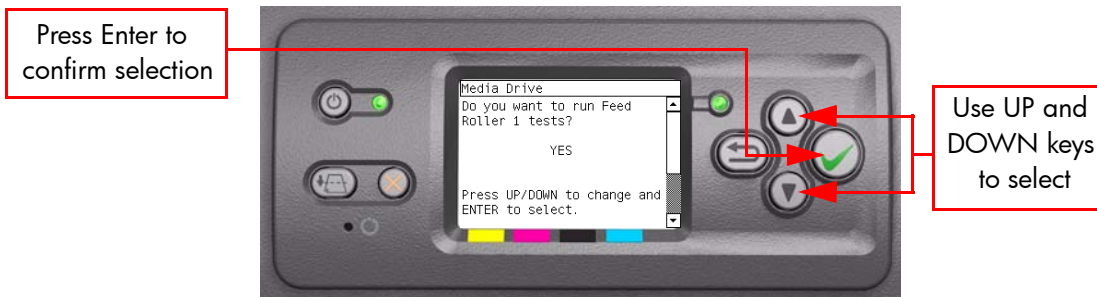 Press Enter to
confirm selection
Media Drive
Do you want to run Feed
Roller 1 tests?
YES
Press UP/DOWN to change and
ENTER to select.
Use UP and
DOWN keys
to select